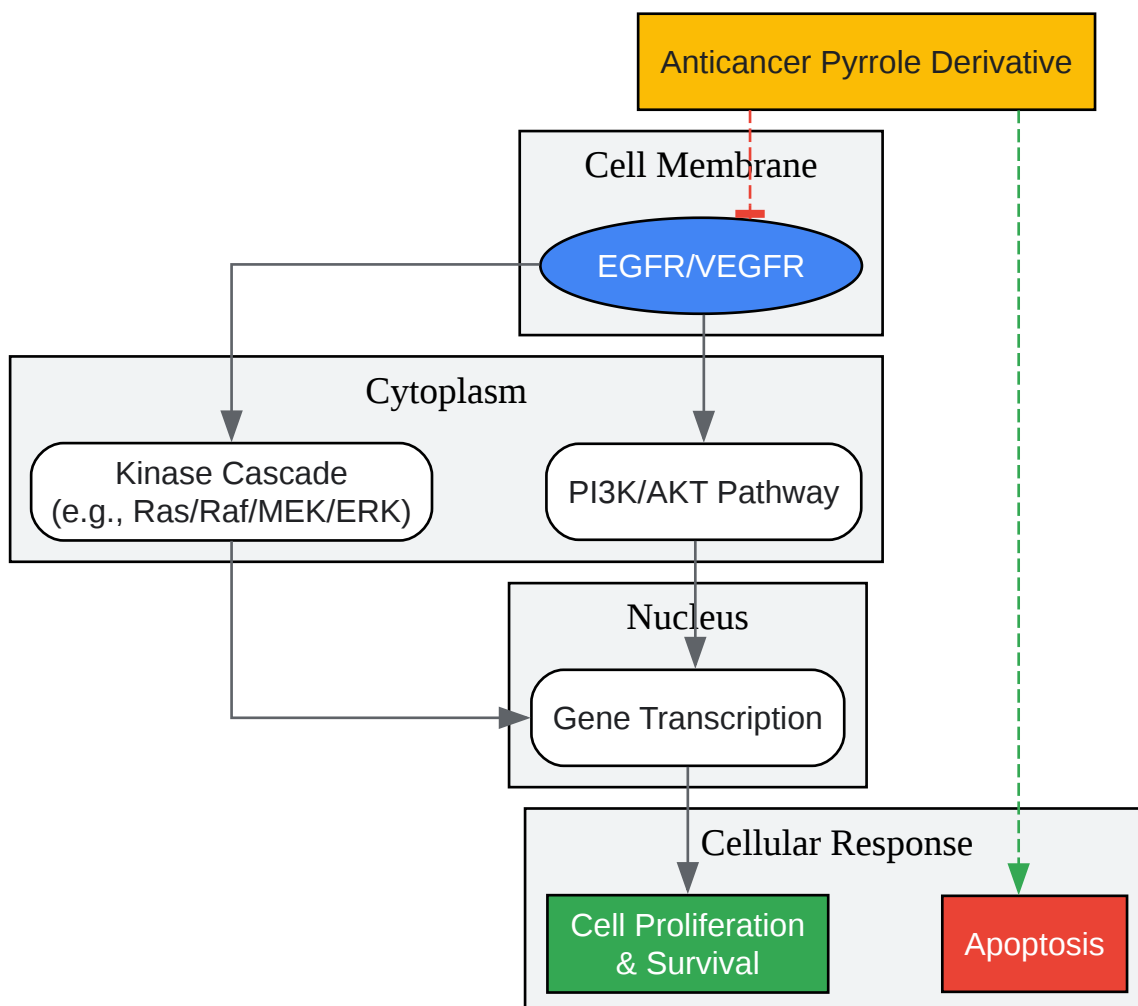 Anticancer Pyrrole Derivative
Cell Membrane
EGFR/VEGFR
Cytoplasm
Kinase Cascade
(e.g., Ras/Raf/MEK/ERK)
PI3K/AKT Pathway
Nucleus
Gene Transcription
Cellular Response
Cell Proliferation
& Survival
Apoptosis